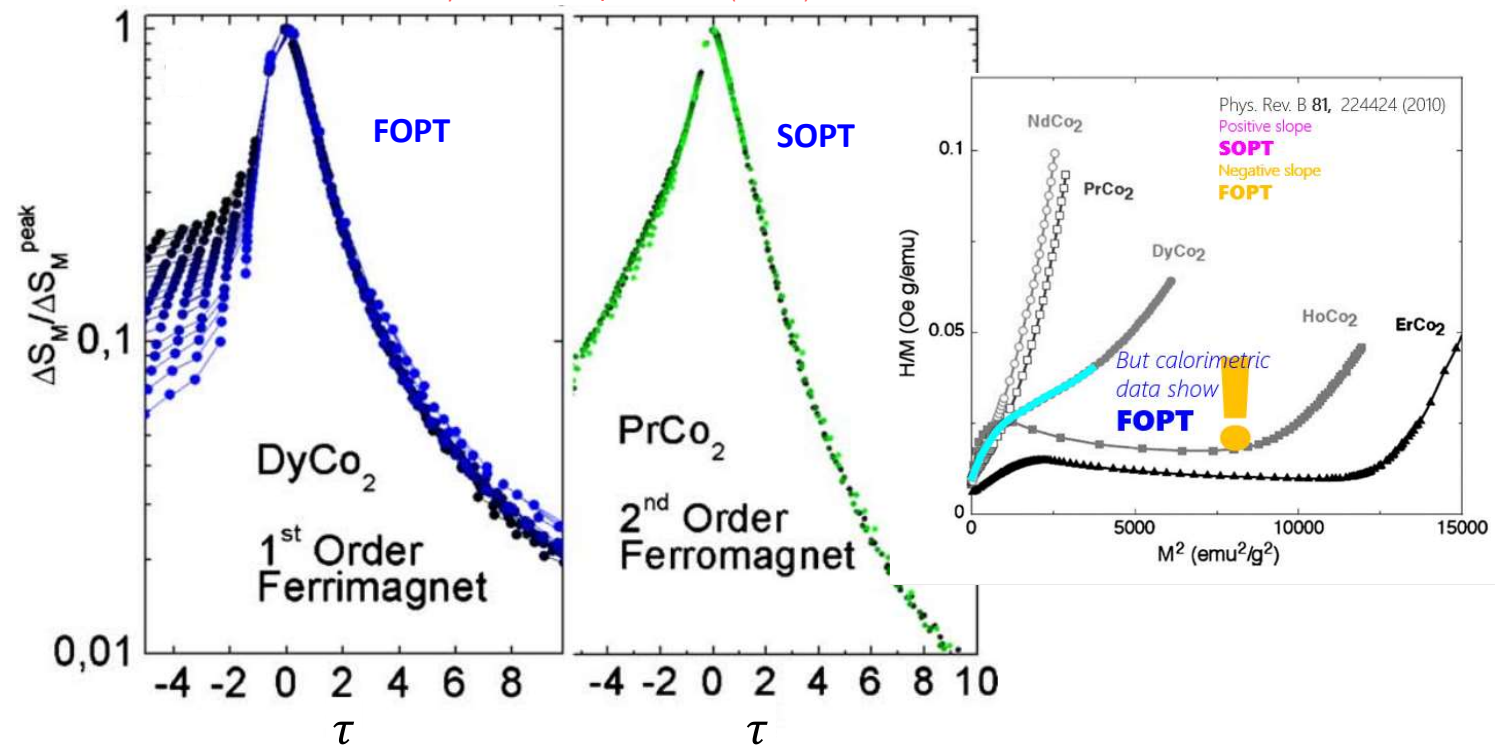 ΔS_M/ΔS_M^peak
1
0,1
0,01
FOPT
DyCo₂
1ˢᵗ Order
Ferrimagnet
-4 -2 0 2 4 6 8
τ
SOPT
PrCo₂
2ⁿᵈ Order
Ferromagnet
-4 -2 0 2 4 6 8 10
τ
H/M (Oe g/emu)
0.1
0.05
0
Phys. Rev. B 81, 224424 (2010)
Positive slope
SOPT
Negative slope
FOPT
NdCo₂
PrCo₂
DyCo₂
HoCo₂
ErCo₂
But calorimetric
data show
FOPT
!
0 5000 10000 15000
M² (emu²/g²)